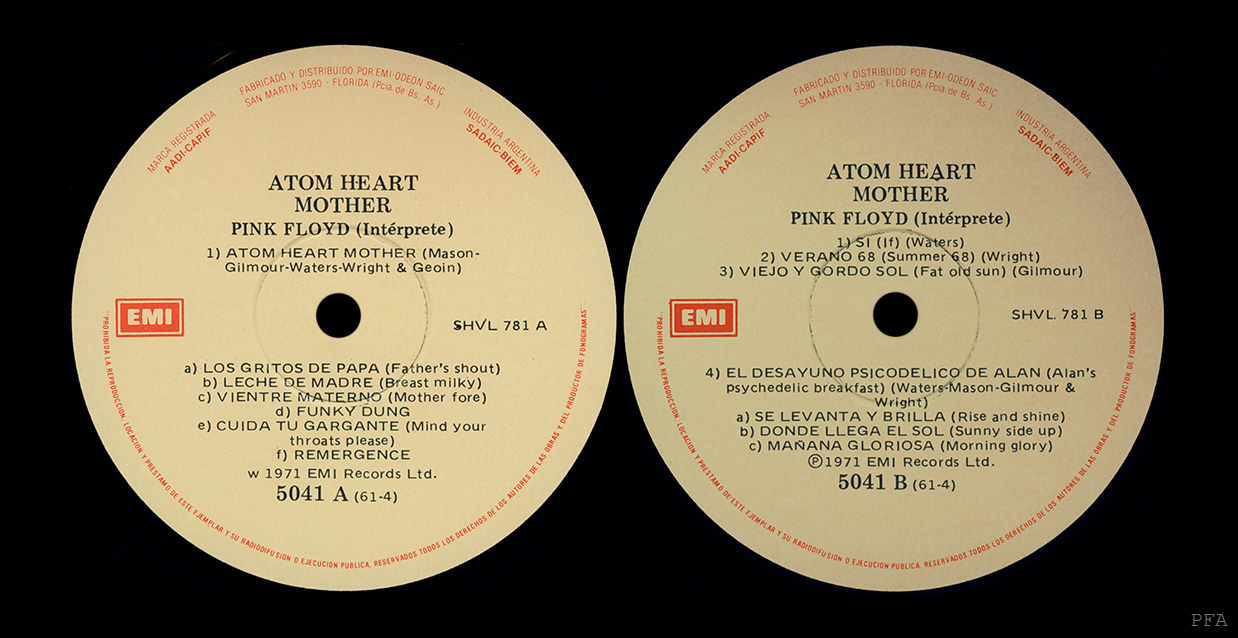 FABRICADO Y DISTRIBUIDO POR EMI-ODEON SAIC
SAN MARTIN 3590 - FLORIDA (Pcia. de Bs. As.)
MARCA REGISTRADA
AADI-CAPIF
INDUSTRIA ARGENTINA
SADAIC-BIEM
ATOM HEART
MOTHER
PINK FLOYD (Intérprete)
1) ATOM HEART MOTHER (Mason-
Gilmour-Waters-Wright & Geoin)
EMI
SHVL 781 A
a) LOS GRITOS DE PAPA (Father's shout)
b) LECHE DE MADRE (Breast milky)
c) VIENTRE MATERNO (Mother fore)
d) FUNKY DUNG
e) CUIDA TU GARGANTE (Mind your
throats please)
f) REMERGENCE
w 1971 EMI Records Ltd.
5041 A (61-4)
"PROHIBIDA LA REPRODUCCION, LOCACION Y PRESTAMO DE ESTE EJEMPLAR Y SU RADIODIFUSION O EJECUCION PUBLICA. RESERVADOS TODOS LOS DERECHOS DE LOS AUTORES DE LAS OBRAS Y DEL PRODUCTOR DE FONOGRAMAS"
FABRICADO Y DISTRIBUIDO POR EMI-ODEON SAIC
SAN MARTIN 3590 - FLORIDA (Pcia. de Bs. As.)
MARCA REGISTRADA
AADI-CAPIF
INDUSTRIA ARGENTINA
SADAIC-BIEM
ATOM HEART
MOTHER
PINK FLOYD (Intérprete)
1) SI (If) (Waters)
2) VERANO 68 (Summer 68) (Wright)
3) VIEJO Y GORDO SOL (Fat old sun) (Gilmour)
EMI
SHVL. 781 B
4) EL DESAYUNO PSICODELICO DE ALAN (Alan's
psychedelic breakfast) (Waters-Mason-Gilmour &
Wright)
a) SE LEVANTA Y BRILLA (Rise and shine)
b) DONDE LLEGA EL SOL (Sunny side up)
c) MAÑANA GLORIOSA (Morning glory)
Ⓟ1971 EMI Records Ltd.
5041 B (61-4)
"PROHIBIDA LA REPRODUCCION, LOCACION Y PRESTAMO DE ESTE EJEMPLAR Y SU RADIODIFUSION O EJECUCION PUBLICA. RESERVADOS TODOS LOS DERECHOS DE LOS AUTORES DE LAS OBRAS Y DEL PRODUCTOR DE FONOGRAMAS"
PFA